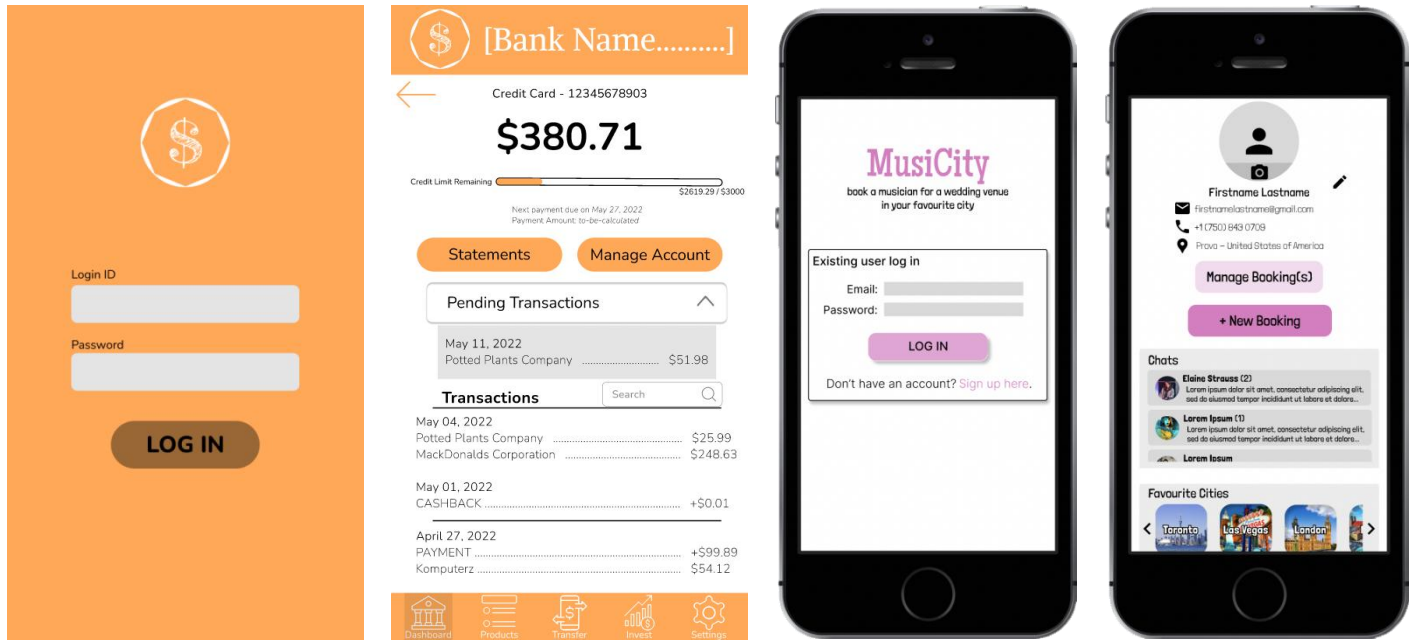 Login ID
Password
LOG IN
$ [Bank Name..........]
Credit Card - 12345678903
$380.71
Credit Limit Remaining
$2619.29 / $3000
Next payment due on May 27, 2022
Payment Amount: to-be-calculated
Statements Manage Account
Pending Transactions
May 11, 2022
Potted Plants Company ............................ $51.98
Transactions Search
May 04, 2022
Potted Plants Company ............................ $25.99
MackDonalds Corporation ............................ $248.63
May 01, 2022
CASHBACK ............................ +$0.01
April 27, 2022
PAYMENT ............................ +$99.89
Komputerz ............................ $54.12
Dashboard Products Transfer Invest Settings
MusiCity
book a musician for a wedding venue
in your favourite city
Existing user log in
Email:
Password:
LOG IN
Don't have an account? Sign up here.
Firstname Lastname
firstnamelastname@gmail.com
+1 (750) 843 0709
Provo - United States of America
Manage Booking(s)
+ New Booking
Chats
Elaine Strauss (2)
Lorem ipsum dolor sit amet, consectetur adipiscing elit,
sed do eiusmod tempor incididunt ut labore et dolore...
Lorem Ipsum (1)
Lorem ipsum dolor sit amet, consectetur adipiscing elit,
sed do eiusmod tempor incididunt ut labore et dolore...
Lorem Ipsum
Favourite Cities
Toronto Las Vegas London